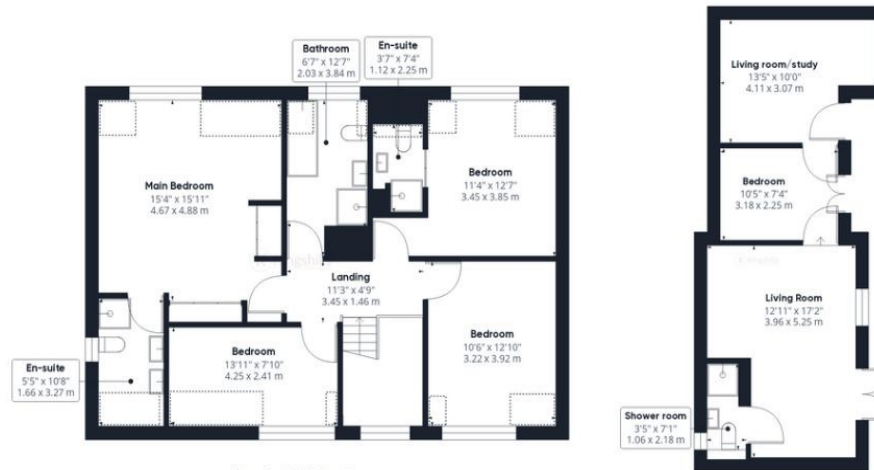 Bathroom
6'7" x 12'7"
2.03 x 3.84 m
En-suite
3'7" x 7'4"
1.12 x 2.25 m
Main Bedroom
15'4" x 15'11"
4.67 x 4.88 m
Bedroom
11'4" x 12'7"
3.45 x 3.85 m
Landing
11'3" x 4'9"
3.45 x 1.46 m
Bedroom
13'11" x 7'10"
4.25 x 2.41 m
Bedroom
10'6" x 12'10"
3.22 x 3.92 m
En-suite
5'5" x 10'8"
1.66 x 3.27 m
Living room/study
13'5" x 10'0"
4.11 x 3.07 m
Bedroom
10'5" x 7'4"
3.18 x 2.25 m
Living Room
12'11" x 17'2"
3.96 x 5.25 m
Shower room
3'5" x 7'1"
1.06 x 2.18 m